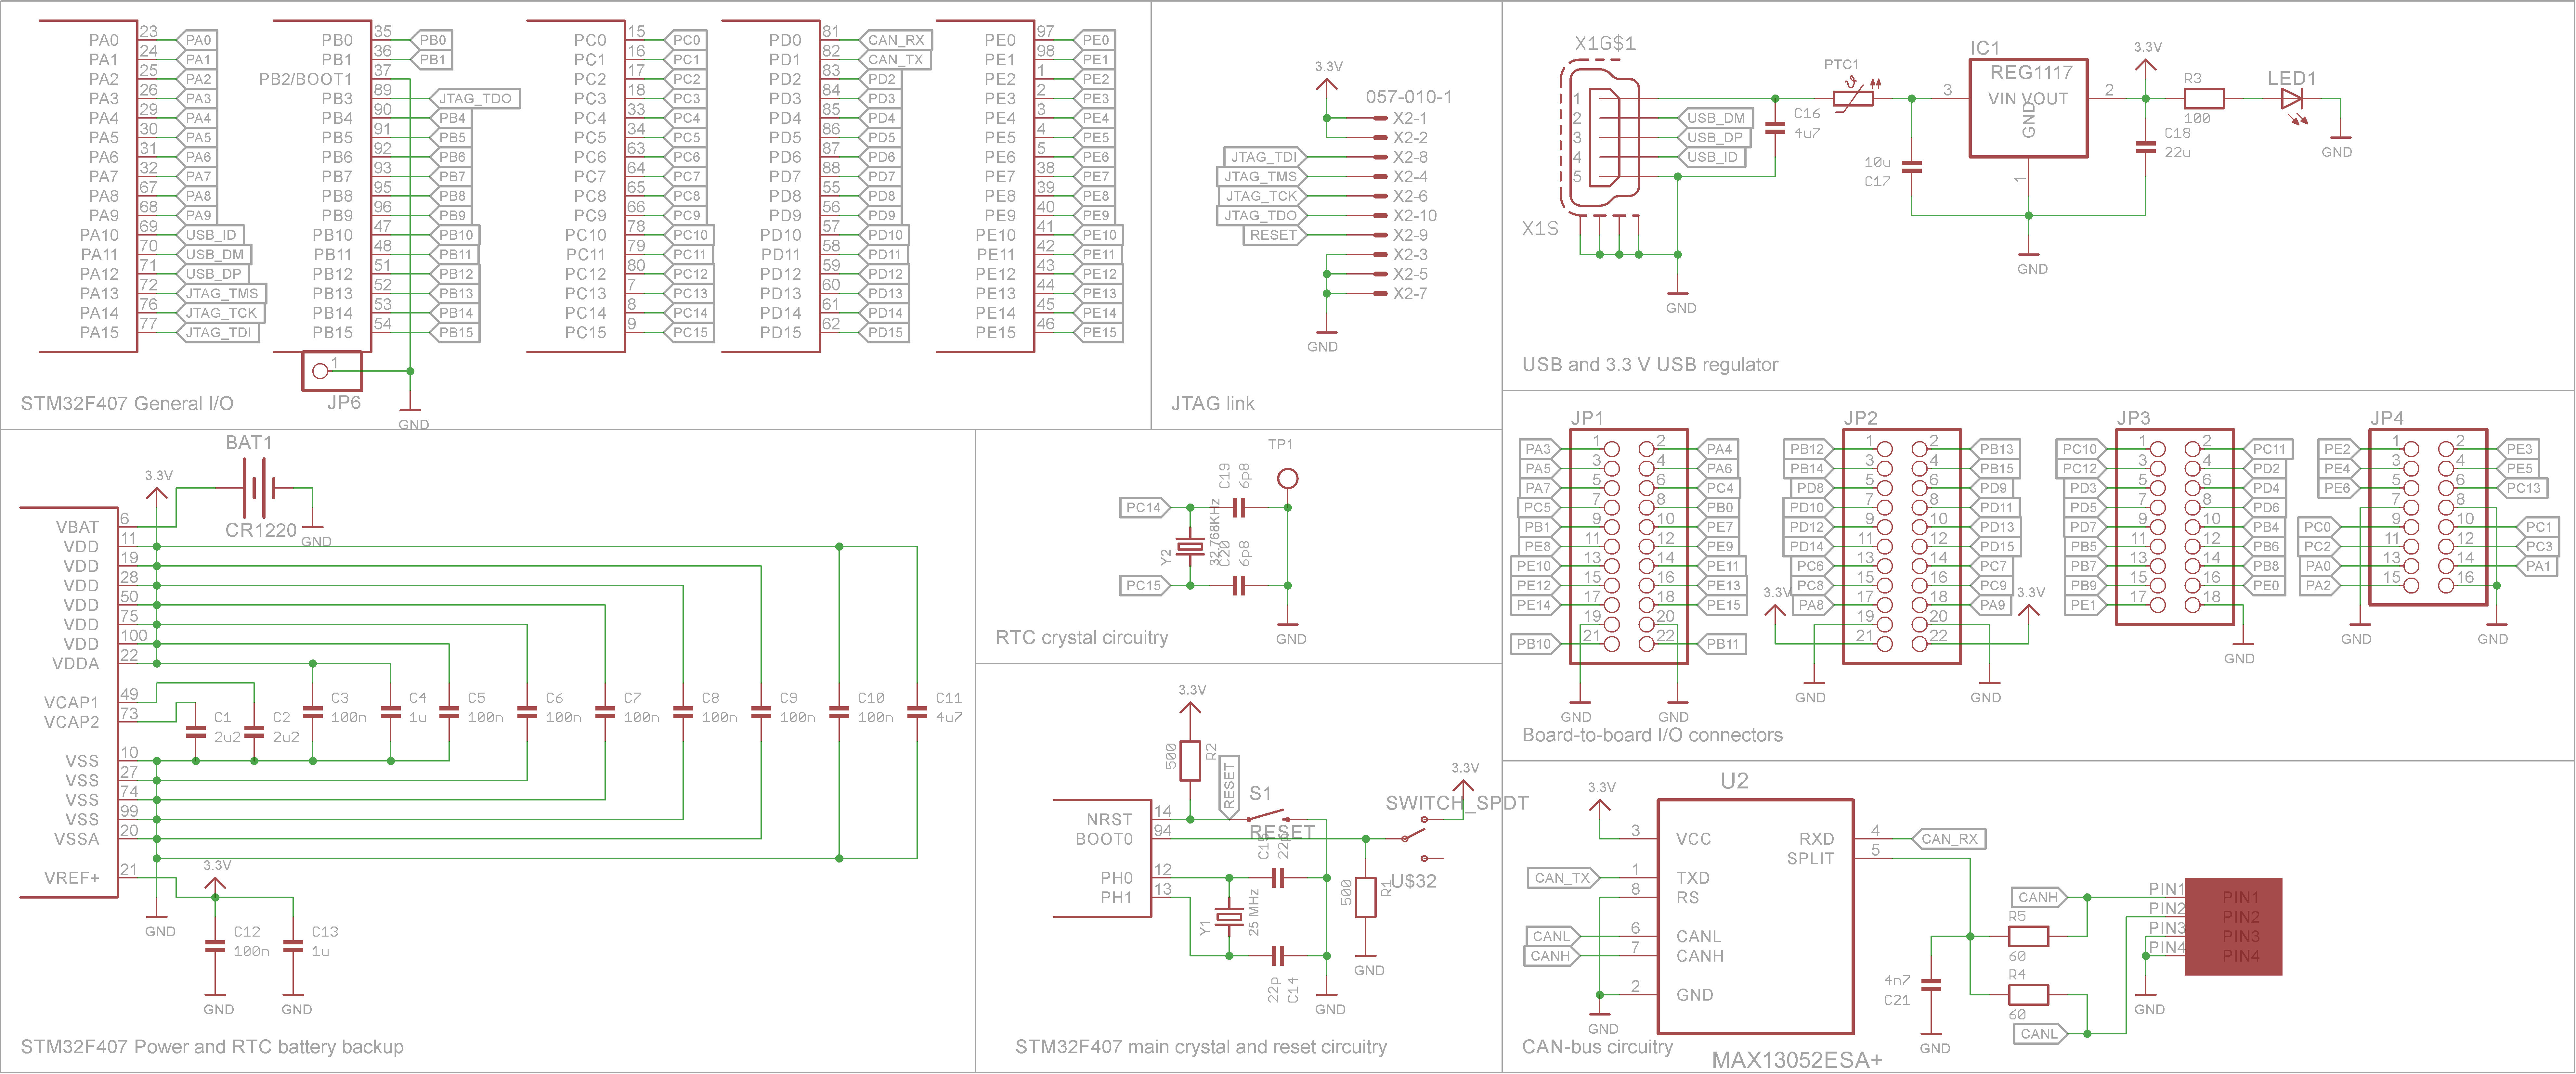 PA0 23 PA0
PA1 24 PA1
PA2 25 PA2
PA3 26 PA3
PA4 29 PA4
PA5 30 PA5
PA6 31 PA6
PA7 32 PA7
PA8 67 PA8
PA9 68 PA9
PA10 69 USB_ID
PA11 70 USB_DM
PA12 71 USB_DP
PA13 72 JTAG_TMS
PA14 76 JTAG_TCK
PA15 77 JTAG_TDI
PB0 35 PB0
PB1 36 PB1
PB2/BOOT1 37
PB3 89 JTAG_TDO
PB4 90 PB4
PB5 91 PB5
PB6 92 PB6
PB7 93 PB7
PB8 95 PB8
PB9 96 PB9
PB10 47 PB10
PB11 48 PB11
PB12 51 PB12
PB13 52 PB13
PB14 53 PB14
PB15 54 PB15
1
JP6
GND
PC0 15 PC0
PC1 16 PC1
PC2 17 PC2
PC3 18 PC3
PC4 33 PC4
PC5 34 PC5
PC6 63 PC6
PC7 64 PC7
PC8 65 PC8
PC9 66 PC9
PC10 78 PC10
PC11 79 PC11
PC12 80 PC12
PC13 7 PC13
PC14 8 PC14
PC15 9 PC15
PD0 81 CAN_RX
PD1 82 CAN_TX
PD2 83 PD2
PD3 84 PD3
PD4 85 PD4
PD5 86 PD5
PD6 87 PD6
PD7 88 PD7
PD8 55 PD8
PD9 56 PD9
PD10 57 PD10
PD11 58 PD11
PD12 59 PD12
PD13 60 PD13
PD14 61 PD14
PD15 62 PD15
PE0 97 PE0
PE1 98 PE1
PE2 1 PE2
PE3 2 PE3
PE4 3 PE4
PE5 4 PE5
PE6 5 PE6
PE7 38 PE7
PE8 39 PE8
PE9 40 PE9
PE10 41 PE10
PE11 42 PE11
PE12 43 PE12
PE13 44 PE13
PE14 45 PE14
PE15 46 PE15
STM32F407 General I/O
3.3V
057-010-1
X2-1
X2-2
JTAG_TDI X2-8
JTAG_TMS X2-4
JTAG_TCK X2-6
JTAG_TDO X2-10
RESET X2-9
X2-3
X2-5
X2-7
GND
JTAG link
X1G$1
1
2 USB_DM
3 USB_DP
4 USB_ID
5
X1S
GND
C16
4u7
PTC1
10u
C17
IC1
REG1117
3 VIN VOUT 2
GND
1
GND
3.3V
C18
22u
R3
100
LED1
GND
USB and 3.3 V USB regulator
BAT1
CR1220
GND
3.3V
VBAT 6
VDD 11
VDD 19
VDD 28
VDD 50
VDD 75
VDD 100
VDDA 22
VCAP1 49
VCAP2 73
VSS 10
VSS 27
VSS 74
VSS 99
VSSA 20
VREF+ 21
C1
2u2
C2
2u2
C3
100n
C4
1u
C5
100n
C6
100n
C7
100n
C8
100n
C9
100n
C10
100n
C11
4u7
3.3V
GND
C12
100n
C13
1u
GND
GND
STM32F407 Power and RTC battery backup
TP1
PC14
PC15
Y2
32.768KHz
C19
6p8
C20
6p8
GND
RTC crystal circuitry
3.3V
500
R2
RESET
S1
RESET
NRST 14
BOOT0 94
PH0 12
PH1 13
Y1
25 MHz
22p
22p
C14
GND
3.3V
SWITCH_SPDT
U$32
500
R1
GND
STM32F407 main crystal and reset circuitry
JP1
PA3 1 2 PA4
PA5 3 4 PA6
PA7 5 6 PC4
PC5 7 8 PB0
PB1 9 10 PE7
PE8 11 12 PE9
PE10 13 14 PE11
PE12 15 16 PE13
PE14 17 18 PE15
19 20
PB10 21 22 PB11
GND GND
JP2
PB12 1 2 PB13
PB14 3 4 PB15
PD8 5 6 PD9
PD10 7 8 PD11
PD12 9 10 PD13
PD14 11 12 PD15
PC6 13 14 PC7
PC8 15 16 PC9
3.3V PA8 17 18 PA9 3.3V
19 20
21 22
GND GND
JP3
PC10 1 2 PC11
PC12 3 4 PD2
PD3 5 6 PD4
PD5 7 8 PD6
PD7 9 10 PB4
PB5 11 12 PB6
PB7 13 14 PB8
PB9 15 16 PE0
PE1 17 18
GND
JP4
PE2 1 2 PE3
PE4 3 4 PE5
PE6 5 6 PC13
7 8
PC0 9 10 PC1
PC2 11 12 PC3
PA0 13 14 PA1
PA2 15 16
GND GND
Board-to-board I/O connectors
U2
3.3V
3 VCC
CAN_TX 1 TXD
8 RS
CANL 6 CANL
CANH 7 CANH
2 GND
GND
RXD 4 CAN_RX
SPLIT 5
MAX13052ESA+
4n7
C21
GND
CANH
R5
60
R4
60
CANL
PIN1 PIN1
PIN2 PIN2
PIN3 PIN3
PIN4 PIN4
GND
CAN-bus circuitry